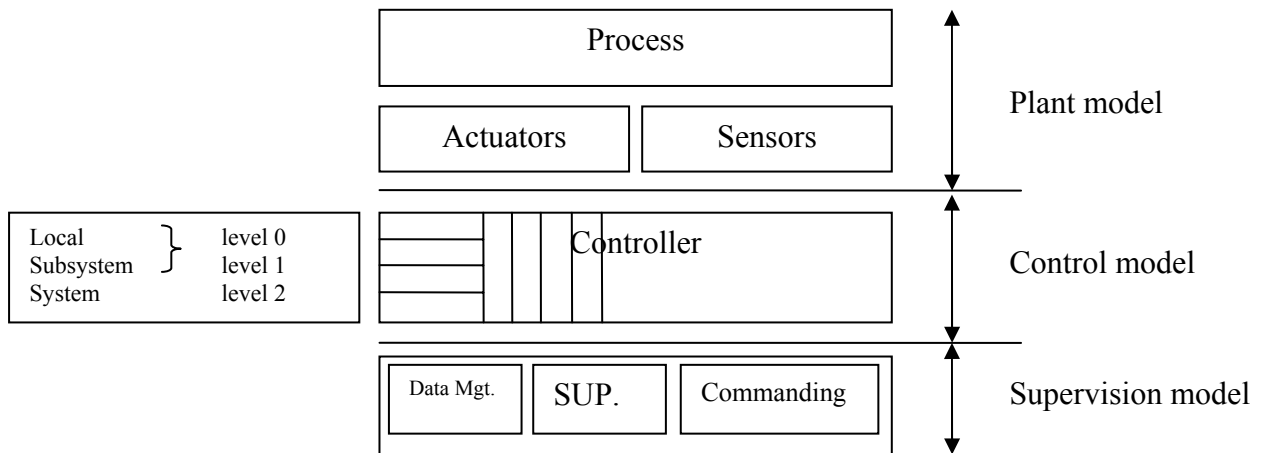 Process
Actuators Sensors
Plant model
Local level 0
Subsystem level 1
System level 2
Controller
Control model
Data Mgt. SUP. Commanding
Supervision model